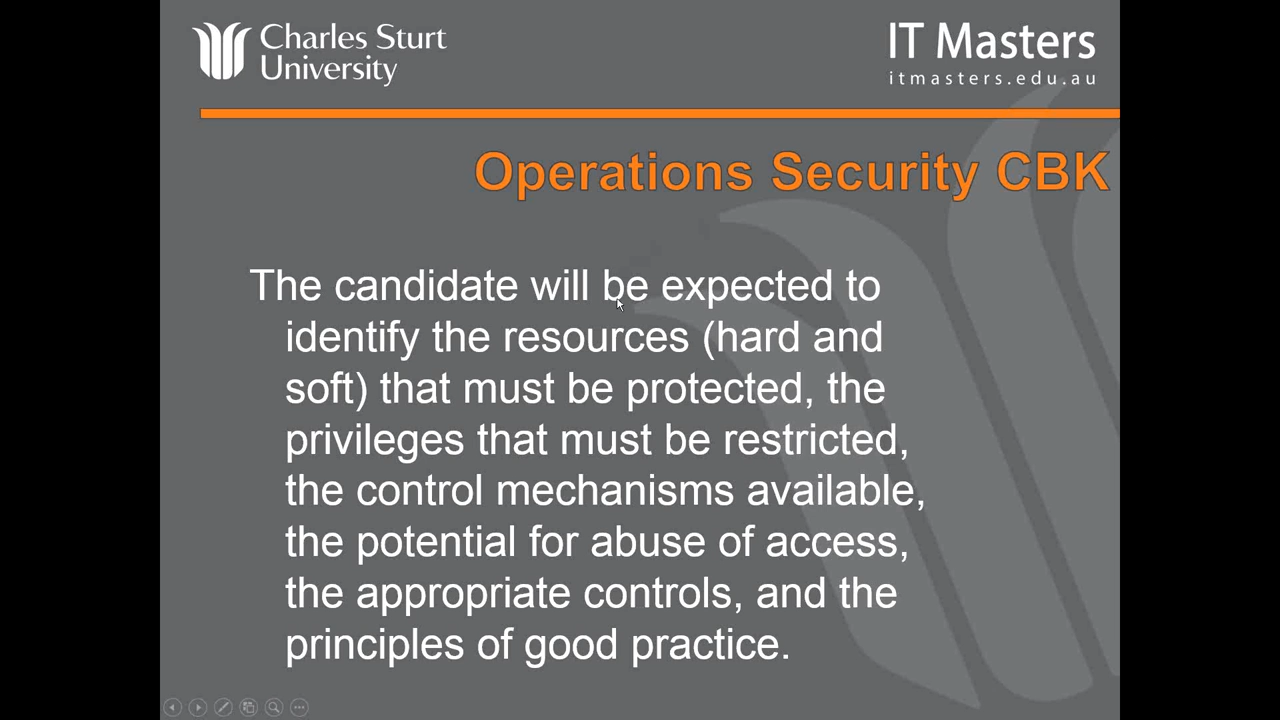 Charles Sturt
University
IT Masters
itmasters.edu.au
Operations Security CBK
The candidate will be expected to
identify the resources (hard and
soft) that must be protected, the
privileges that must be restricted,
the control mechanisms available,
the potential for abuse of access,
the appropriate controls, and the
principles of good practice.